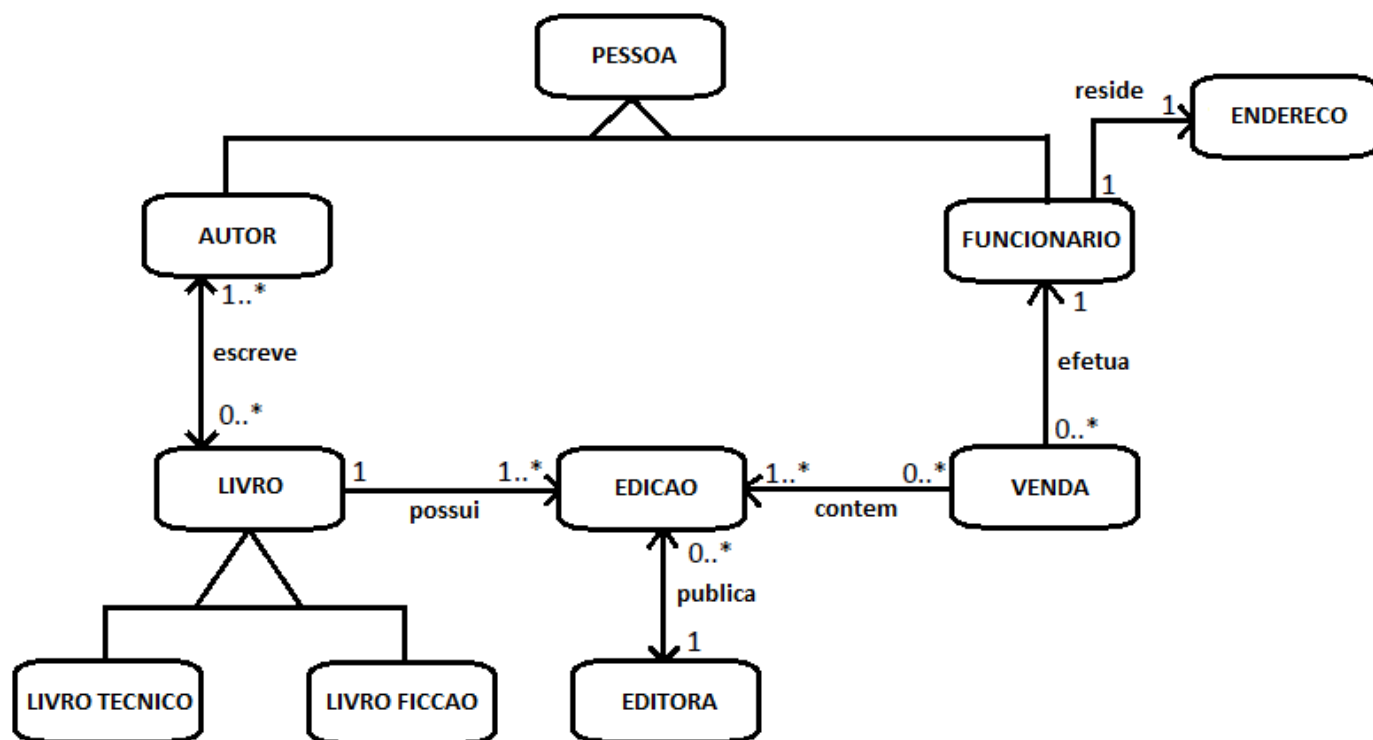 PESSOA
reside
1
ENDERECO
1
AUTOR
FUNCIONARIO
1..*
1
escreve
efetua
0..*
0..*
LIVRO
1
1..*
possui
EDICAO
1..*
0..*
contem
VENDA
0..*
publica
1
LIVRO TECNICO
LIVRO FICCAO
EDITORA